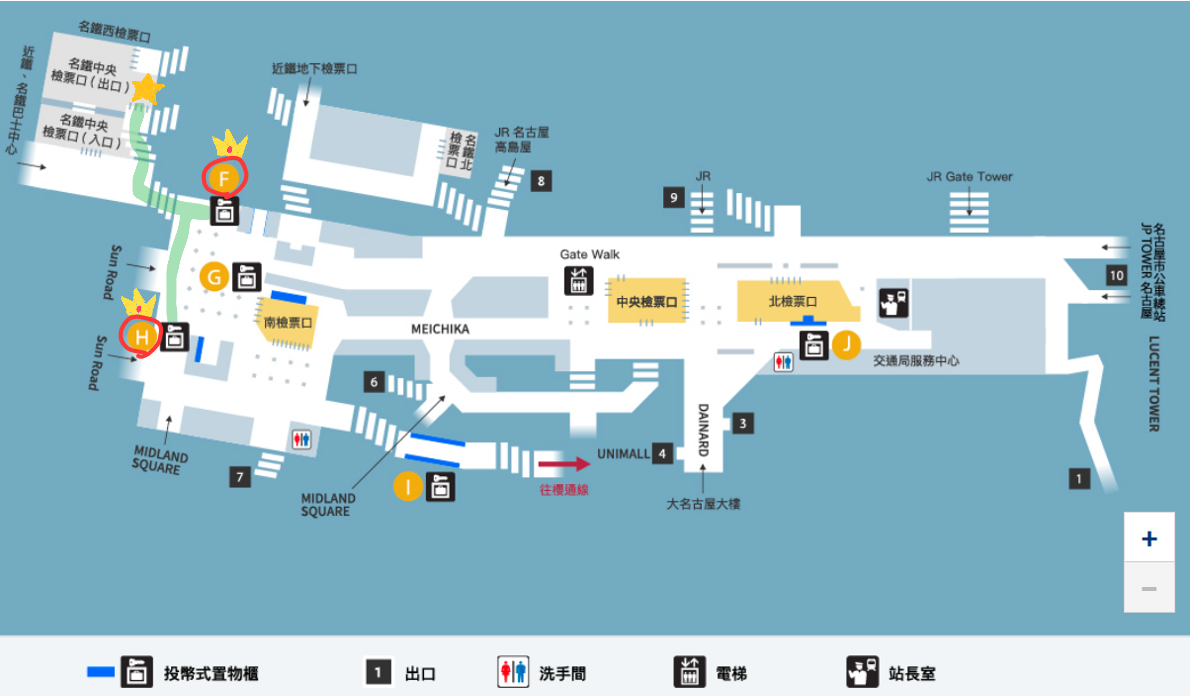 名鐵西檢票口
名鐵中央
檢票口 ( 出口 )
名鐵中央
檢票口 ( 入口 )
近鐵、名鐵巴士中心
近鐵地下檢票口
名鐵北
檢票口
JR 名古屋
高島屋
8
9
JR
JR Gate Tower
名古屋市公車總站
JP TOWER 名古屋
10
LUCENT TOWER
F
G
Sun Road
H
Sun Road
南檢票口
MEICHIKA
Gate Walk
中央檢票口
北檢票口
J
交通局服務中心
6
MIDLAND
SQUARE
7
MIDLAND
SQUARE
I
往櫻通線
UNIMALL
4
DAINARD
3
大名古屋大樓
1
+
−
投幣式置物櫃
1
出口
洗手間
電梯
站長室